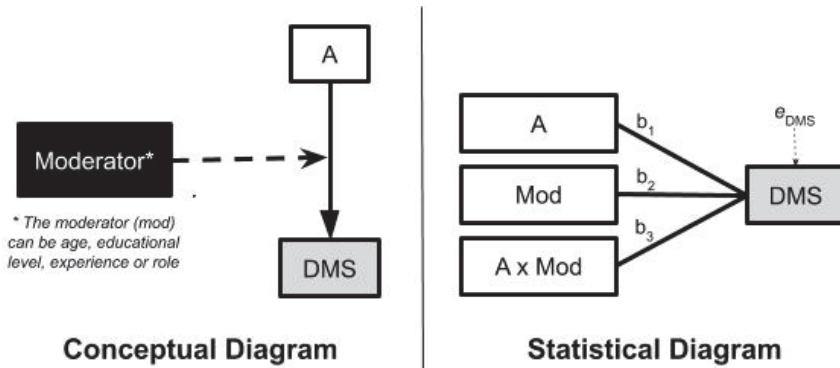 A
Moderator*
* The moderator (mod)
can be age, educational
level, experience or role
DMS
Conceptual Diagram
A
Mod
A x Mod
b1
b2
b3
eDMS
DMS
Statistical Diagram